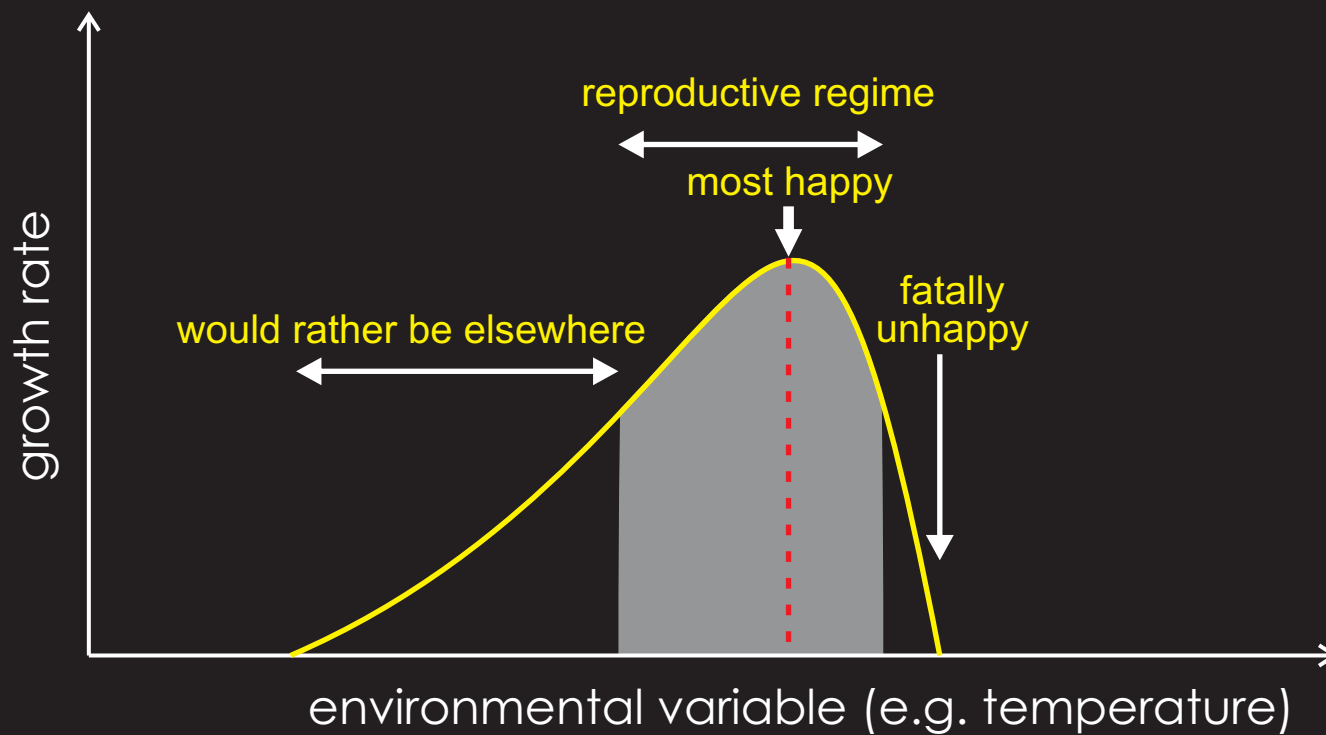 reproductive regime
most happy
fatally
unhappy
would rather be elsewhere
growth rate
environmental variable (e.g. temperature)